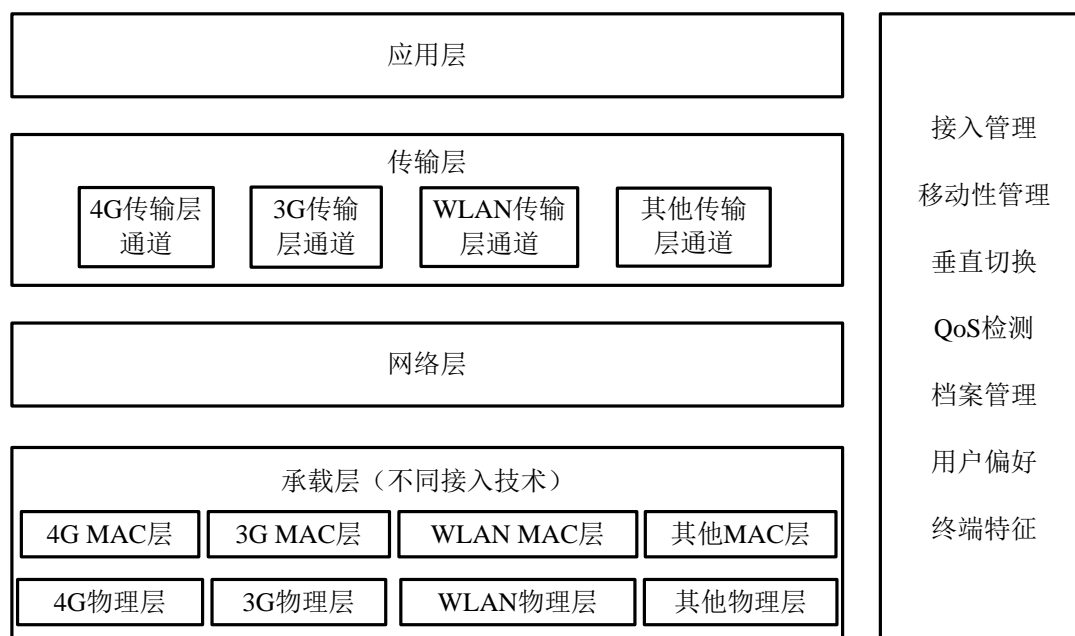 应用层
传输层
4G传输层
通道
3G传输
层通道
WLAN传输
层通道
其他传输
层通道
网络层
承载层（不同接入技术）
4G MAC层
3G MAC层
WLAN MAC层
其他MAC层
4G物理层
3G物理层
WLAN物理层
其他物理层
接入管理
移动性管理
垂直切换
QoS检测
档案管理
用户偏好
终端特征